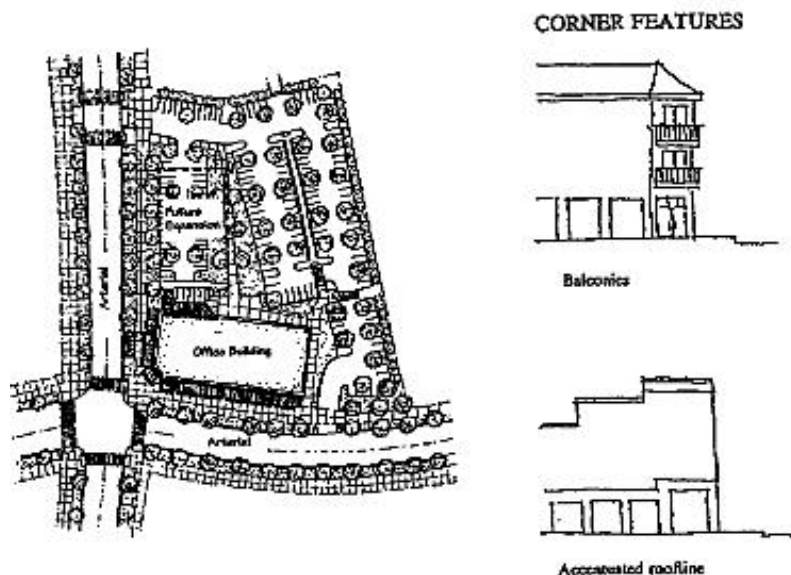 CORNER FEATURES
Future
Expansion
Arterial
Office Building
Arterial
Balconies
Accentuated roofline